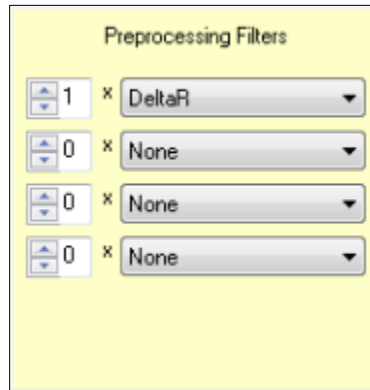 Preprocessing Filters
1 x DeltaR
0 x None
0 x None
0 x None